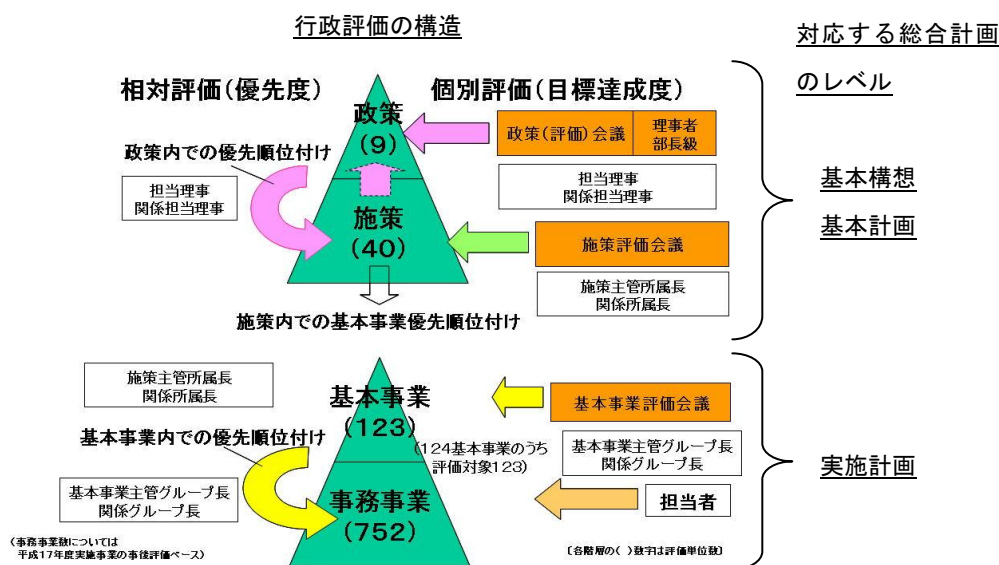 行政評価の構造
対応する総合計画
のレベル
相対評価(優先度)
個別評価(目標達成度)
政策
(9)
政策(評価)会議
理事者
部長級
政策内での優先順位付け
担当理事
関係担当理事
担当理事
関係担当理事
基本構想
基本計画
施策
(40)
施策評価会議
施策主管所属長
関係所属長
施策内での基本事業優先順位付け
施策主管所属長
関係所属長
基本事業
(123)
基本事業評価会議
(124基本事業のうち
評価対象123)
基本事業内での優先順位付け
基本事業主管グループ長
関係グループ長
実施計画
基本事業主管グループ長
関係グループ長
事務事業
(752)
担当者
(事務事業数については
平成17年度実施事業の事後評価ベース)
〔各階層の( )数字は評価単位数〕